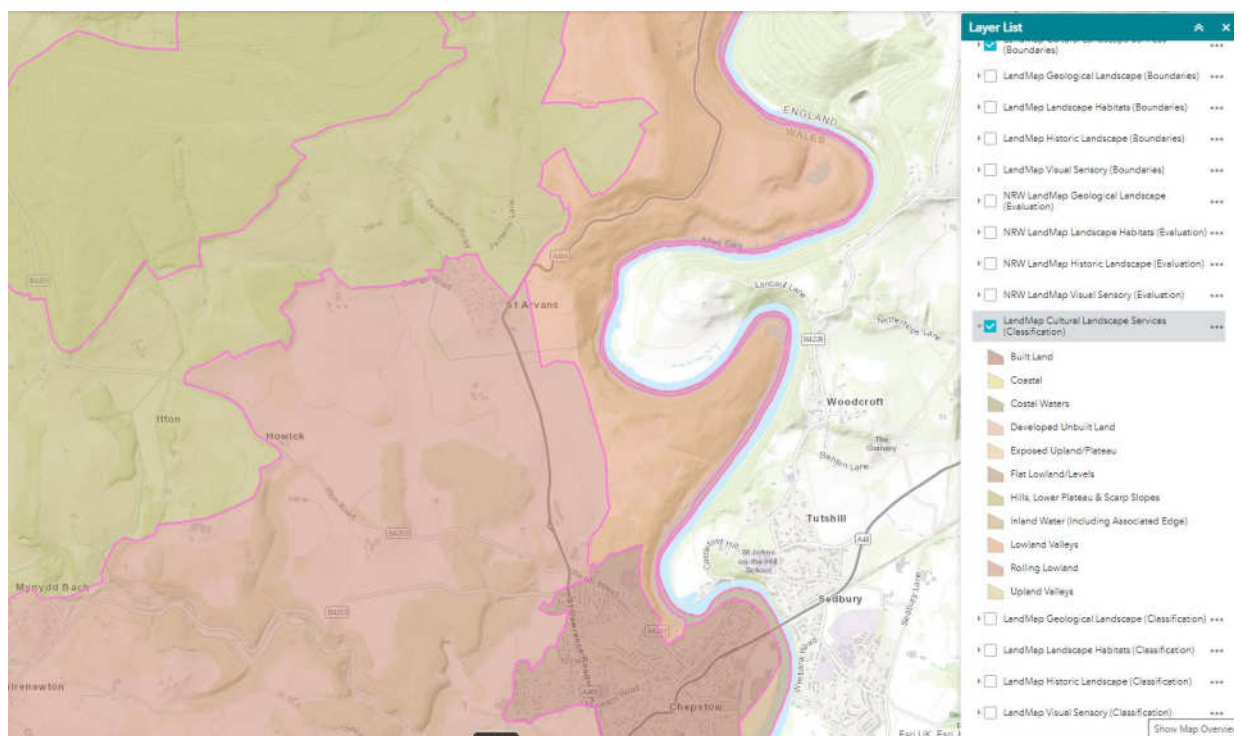 Layer List
(Boundaries)
LandMap Geological Landscape (Boundaries)
LandMap Landscape Habitats (Boundaries)
LandMap Historic Landscape (Boundaries)
LandMap Visual Sensory (Boundaries)
NRW LandMap Geological Landscape
(Evaluation)
NRW LandMap Landscape Habitats (Evaluation)
NRW LandMap Historic Landscape (Evaluation)
NRW LandMap Visual Sensory (Evaluation)
LandMap Cultural Landscape Services
(Classification)
Built Land
Coastal
Costal Waters
Developed Unbuilt Land
Exposed Upland/Plateau
Flat Lowland/Levels
Hills, Lower Plateau & Scarp Slopes
Inland Water (Including Associated Edge)
Lowland Valleys
Rolling Lowland
Upland Valleys
LandMap Geological Landscape (Classification)
LandMap Landscape Habitats (Classification)
LandMap Historic Landscape (Classification)
LandMap Visual Sensory (Classification)
Show Map Overview
ENGLAND
WALES
St Arvans
Lancaut Lane
B4228
Woodcroft
Itton
Howick
Tutshill
A48
St Johns
on-the-Hill
School
Sedbury
Sedbury Lane
Mynydd Bach
Chepstow